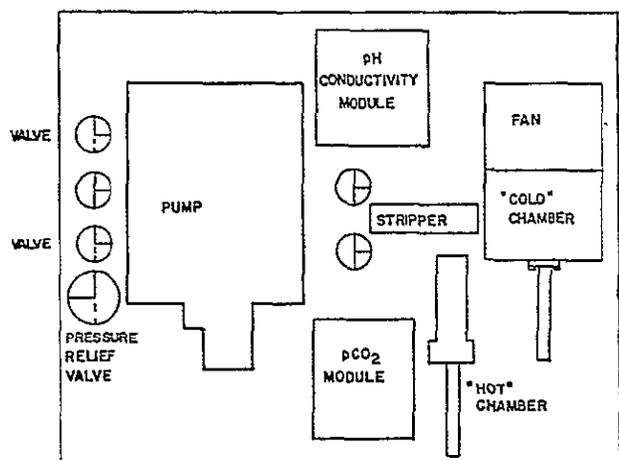 pH
CONDUCTIVITY
MODULE
FAN
VALVE
"COLD"
CHAMBER
PUMP
STRIPPER
VALVE
PRESSURE
RELIEF
VALVE
pCO₂
MODULE
"HOT"
CHAMBER